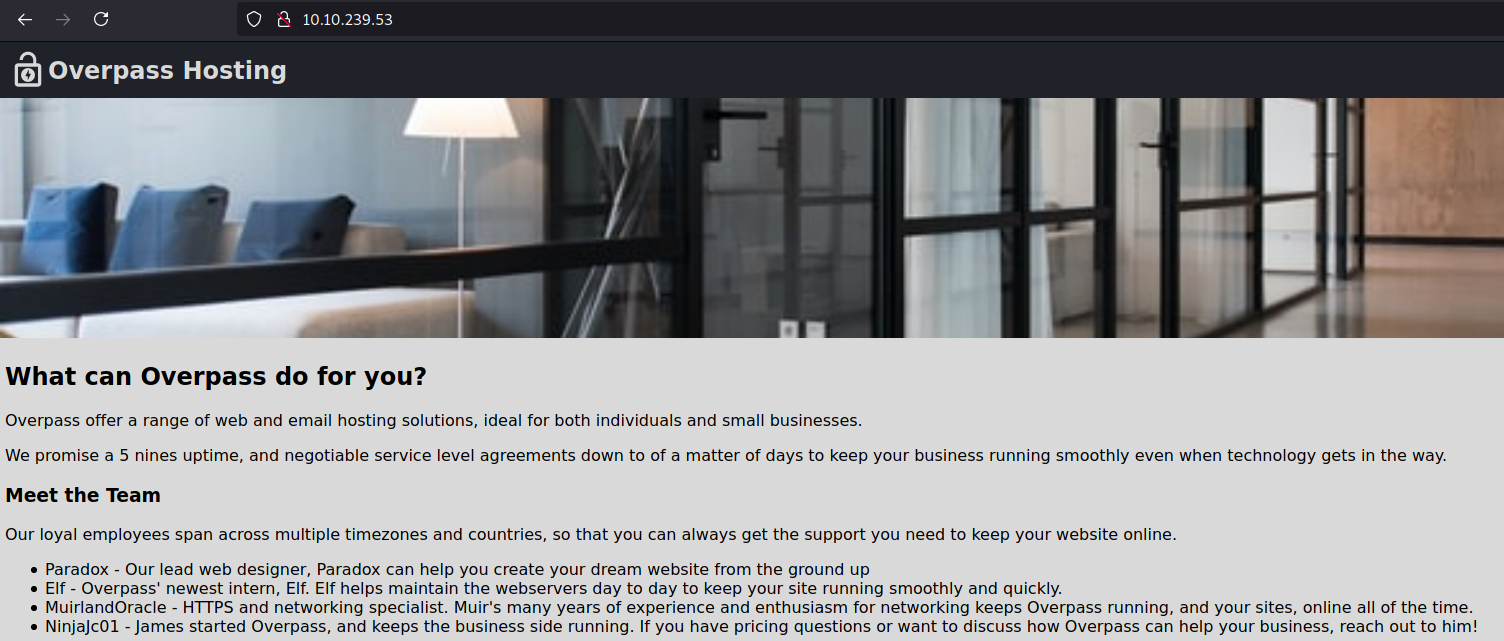 10.10.239.53
Overpass Hosting
What can Overpass do for you?
Overpass offer a range of web and email hosting solutions, ideal for both individuals and small businesses.
We promise a 5 nines uptime, and negotiable service level agreements down to of a matter of days to keep your business running smoothly even when technology gets in the way.
Meet the Team
Our loyal employees span across multiple timezones and countries, so that you can always get the support you need to keep your website online.
• Paradox - Our lead web designer, Paradox can help you create your dream website from the ground up
• Elf - Overpass' newest intern, Elf. Elf helps maintain the webservers day to day to keep your site running smoothly and quickly.
• MuirlandOracle - HTTPS and networking specialist. Muir's many years of experience and enthusiasm for networking keeps Overpass running, and your sites, online all of the time.
• NinjaJc01 - James started Overpass, and keeps the business side running. If you have pricing questions or want to discuss how Overpass can help your business, reach out to him!